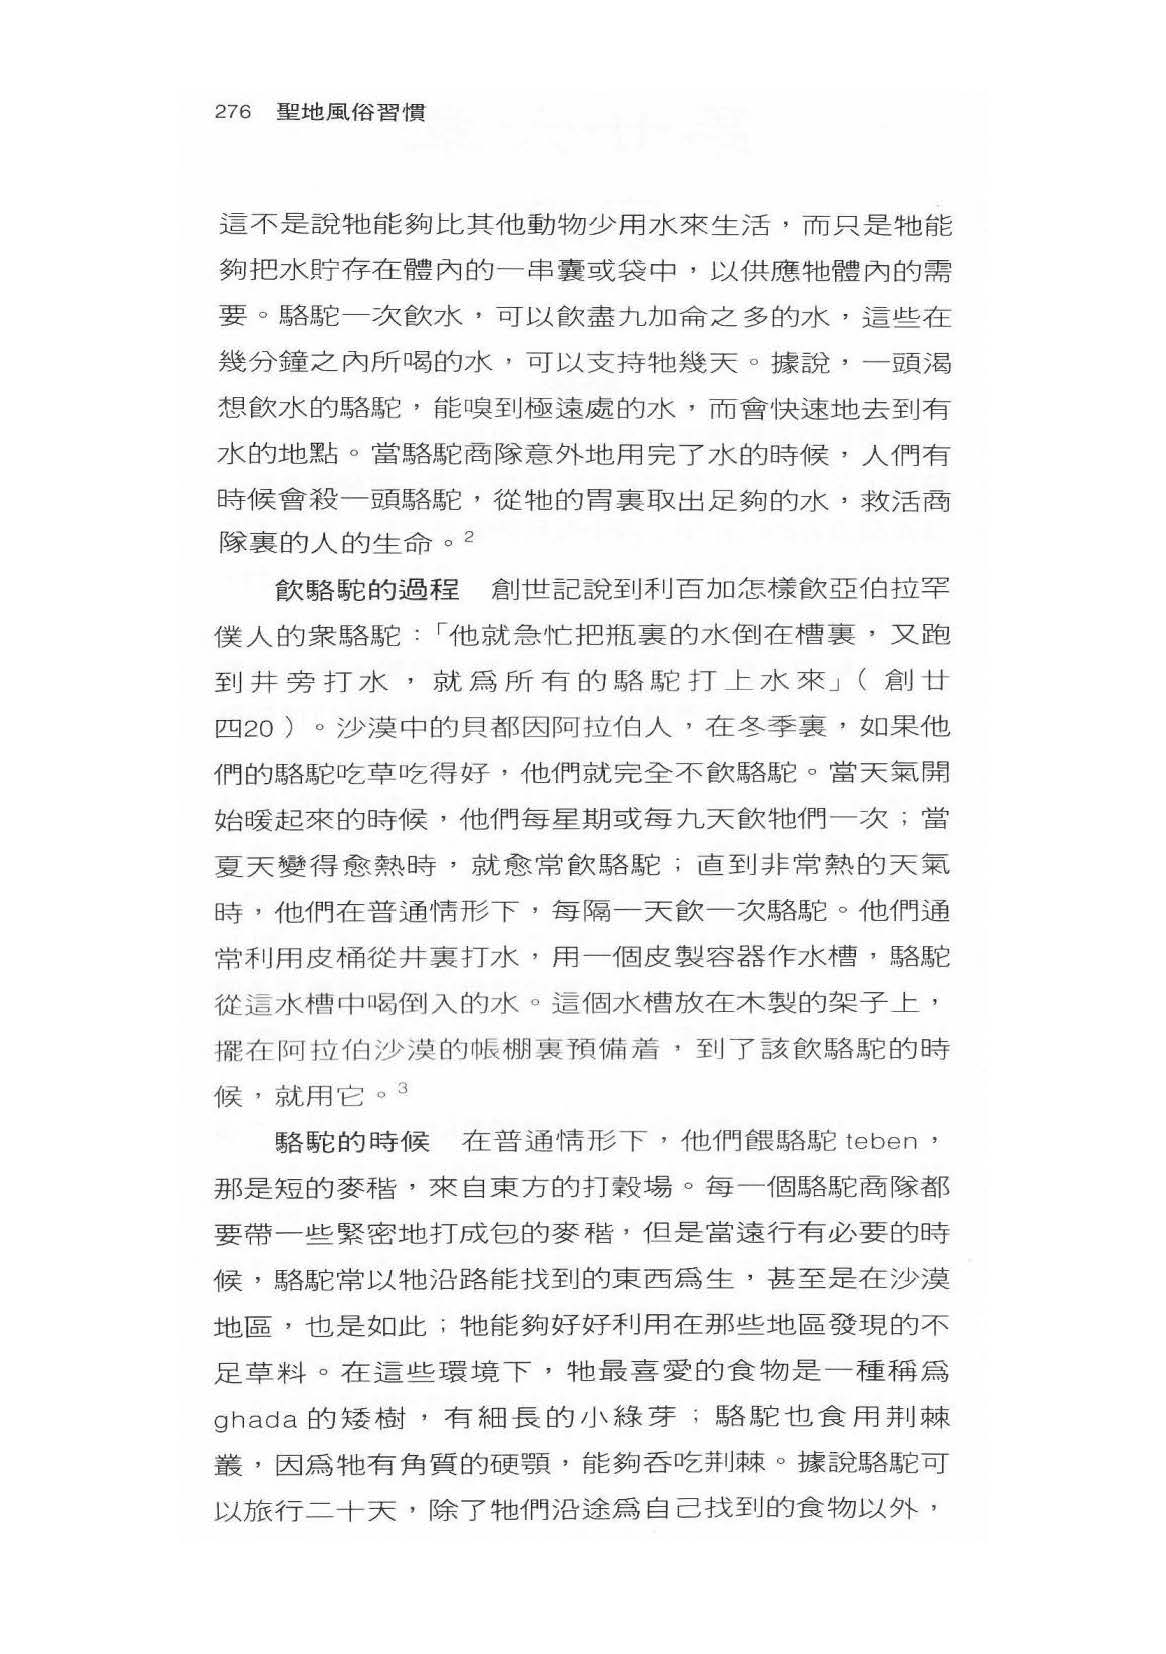 276 聖地風俗習慣
這不是說牠能夠比其他動物少用水來生活，而只是牠能
夠把水貯存在體內的一串囊或袋中，以供應牠體內的需
要。駱駝一次飲水，可以飲盡九加侖之多的水，這些在
幾分鐘之內所喝的水，可以支持牠幾天。據說，一頭渴
想飲水的駱駝，能嗅到極遠處的水，而會快速地去到有
水的地點。當駱駝商隊意外地用完了水的時候，人們有
時候會殺一頭駱駝，從牠的胃裏取出足夠的水，救活商
隊裏的人的生命。2
飲駱駝的過程 創世記說到利百加怎樣飲亞伯拉罕
僕人的衆駱駝：「他就急忙把瓶裏的水倒在槽裏，又跑
到井旁打水，就爲所有的駱駝打上水來」（創廿
四20）。沙漠中的貝都因阿拉伯人，在冬季裏，如果他
們的駱駝吃草吃得好，他們就完全不飲駱駝。當天氣開
始暖起來的時候，他們每星期或每九天飲牠們一次；當
夏天變得愈熱時，就愈常飲駱駝；直到非常熱的天氣
時，他們在普通情形下，每隔一天飲一次駱駝。他們通
常利用皮桶從井裏打水，用一個皮製容器作水槽，駱駝
從這水槽中喝倒入的水。這個水槽放在木製的架子上，
擺在阿拉伯沙漠的帳棚裏預備着，到了該飲駱駝的時
候，就用它。3
駱駝的時候 在普通情形下，他們餵駱駝 teben，
那是短的麥稭，來自東方的打穀場。每一個駱駝商隊都
要帶一些緊密地打成包的麥稭，但是當遠行有必要的時
候，駱駝常以牠沿路能找到的東西爲生，甚至是在沙漠
地區，也是如此；牠能夠好好利用在那些地區發現的不
足草料。在這些環境下，牠最喜愛的食物是一種稱爲
ghada 的矮樹，有細長的小綠芽；駱駝也食用荆棘
叢，因爲牠有角質的硬顎，能夠吞吃荆棘。據說駱駝可
以旅行二十天，除了牠們沿途爲自己找到的食物以外，